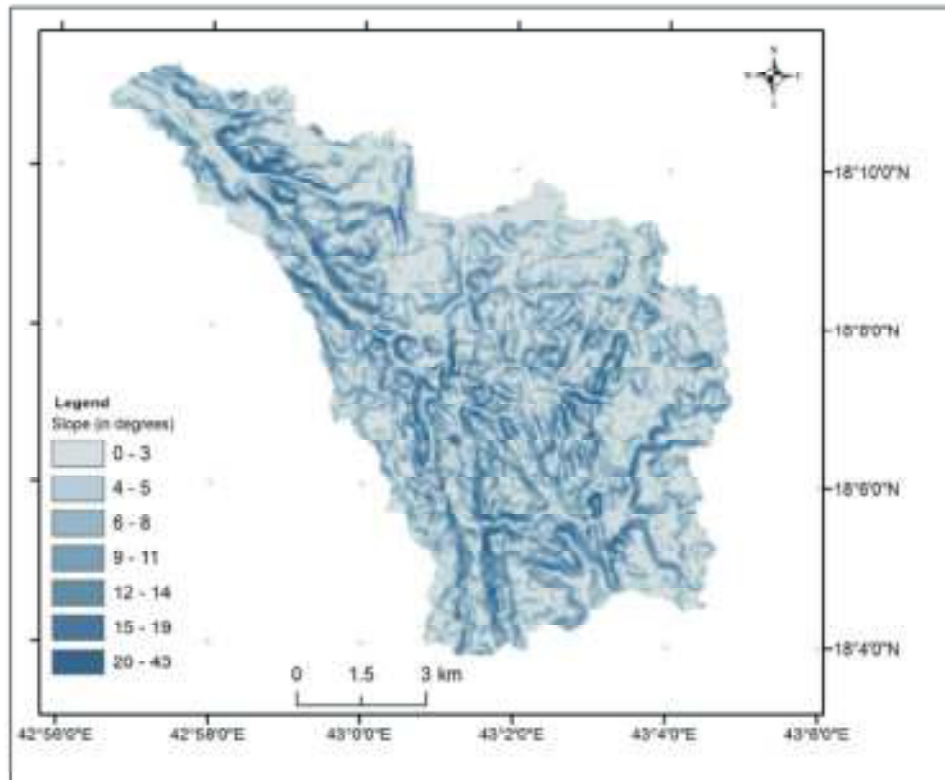 N
18°10'0"N
18°8'0"N
Legend
Slope (in degrees)
0 - 3
4 - 5
6 - 8
9 - 11
12 - 14
15 - 19
20 - 43
18°6'0"N
18°4'0"N
0 1.5 3 km
42°56'0"E 42°58'0"E 43°0'0"E 43°2'0"E 43°4'0"E 43°6'0"E